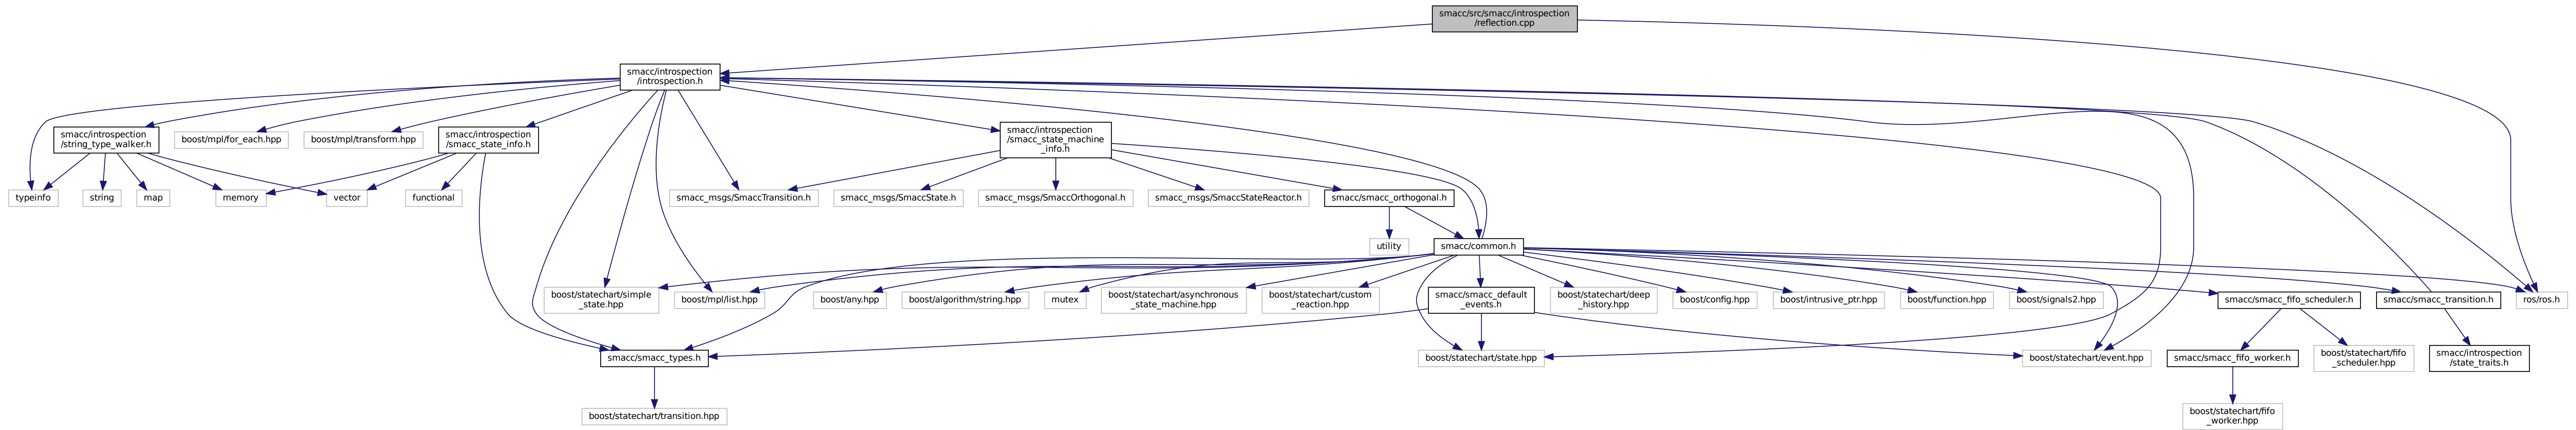 smacc/src/smacc/introspection
/reflection.cpp
smacc/introspection
/introspection.h
smacc/introspection
/string_type_walker.h
boost/mpl/for_each.hpp
boost/mpl/transform.hpp
smacc/introspection
/smacc_state_info.h
smacc/introspection
/smacc_state_machine
_info.h
typeinfo
string
map
memory
vector
functional
smacc_msgs/SmaccTransition.h
smacc_msgs/SmaccState.h
smacc_msgs/SmaccOrthogonal.h
smacc_msgs/SmaccStateReactor.h
smacc/smacc_orthogonal.h
utility
smacc/common.h
boost/statechart/simple
_state.hpp
boost/mpl/list.hpp
boost/any.hpp
boost/algorithm/string.hpp
mutex
boost/statechart/asynchronous
_state_machine.hpp
boost/statechart/custom
_reaction.hpp
smacc/smacc_default
_events.h
boost/statechart/deep
_history.hpp
boost/config.hpp
boost/intrusive_ptr.hpp
boost/function.hpp
boost/signals2.hpp
smacc/smacc_fifo_scheduler.h
smacc/smacc_transition.h
ros/ros.h
smacc/smacc_types.h
boost/statechart/state.hpp
boost/statechart/event.hpp
smacc/smacc_fifo_worker.h
boost/statechart/fifo
_scheduler.hpp
smacc/introspection
/state_traits.h
boost/statechart/transition.hpp
boost/statechart/fifo
_worker.hpp